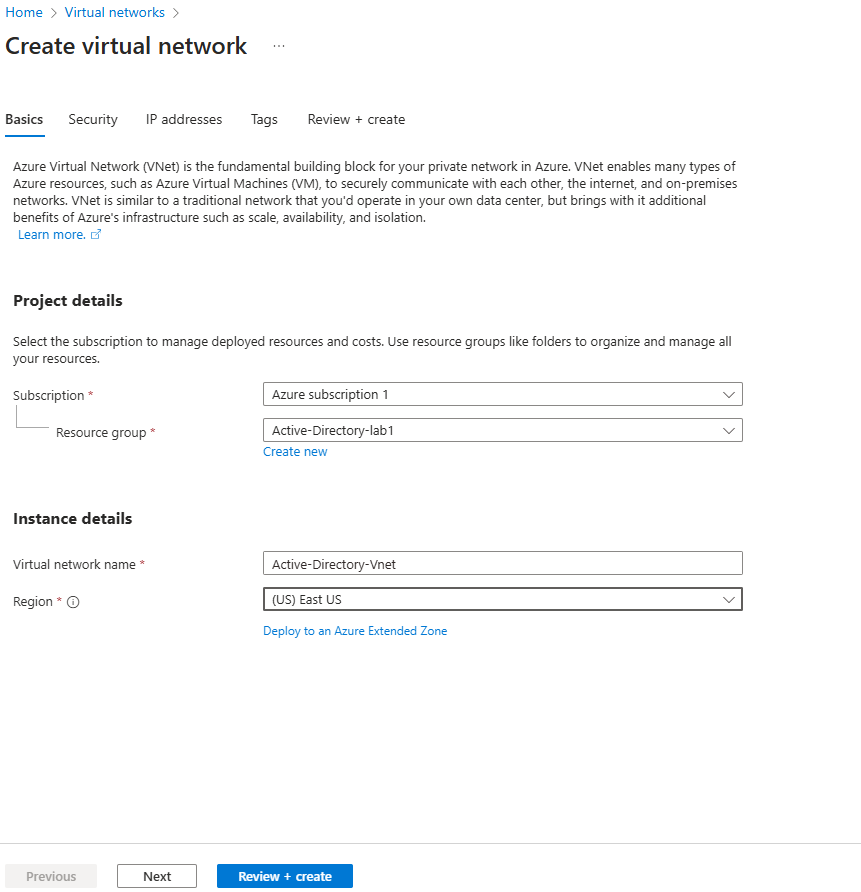 Home > Virtual networks >
Create virtual network ...
Basics Security IP addresses Tags Review + create
Azure Virtual Network (VNet) is the fundamental building block for your private network in Azure. VNet enables many types of
Azure resources, such as Azure Virtual Machines (VM), to securely communicate with each other, the internet, and on-premises
networks. VNet is similar to a traditional network that you'd operate in your own data center, but brings with it additional
benefits of Azure's infrastructure such as scale, availability, and isolation.
Learn more.
Project details
Select the subscription to manage deployed resources and costs. Use resource groups like folders to organize and manage all
your resources.
Subscription * Azure subscription 1
Resource group * Active-Directory-lab1
Create new
Instance details
Virtual network name * Active-Directory-Vnet
Region * (US) East US
Deploy to an Azure Extended Zone
Previous Next Review + create